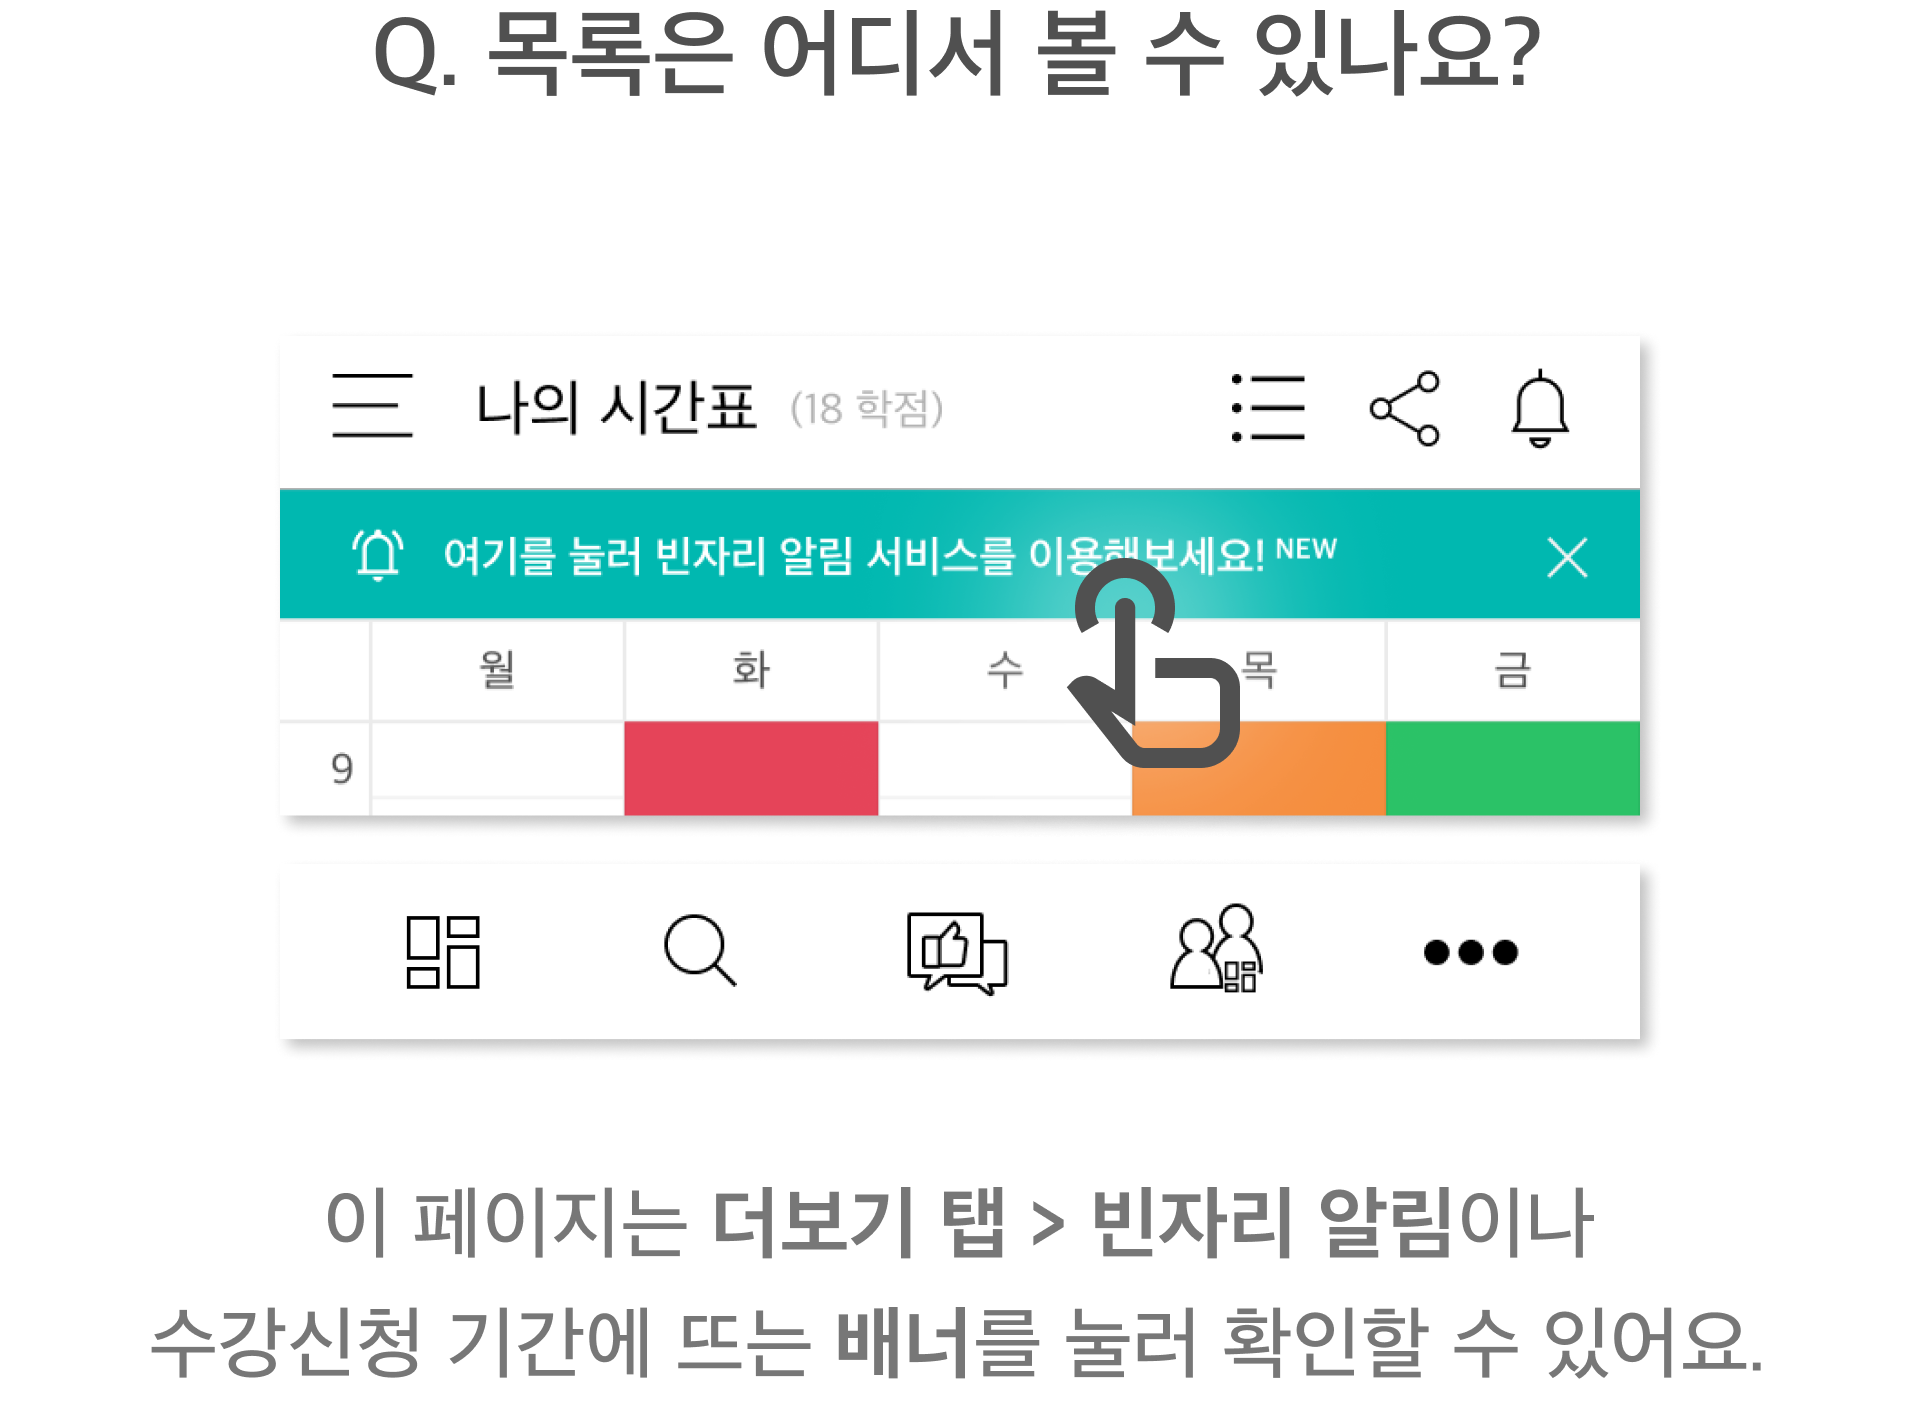 Q. 목록은 어디서 볼 수 있나요?
나의 시간표 (18 학점)
여기를 눌러 빈자리 알림 서비스를 이용해보세요! NEW
월 화 수 목 금
9
이 페이지는 더보기 탭 > 빈자리 알림이나
수강신청 기간에 뜨는 배너를 눌러 확인할 수 있어요.